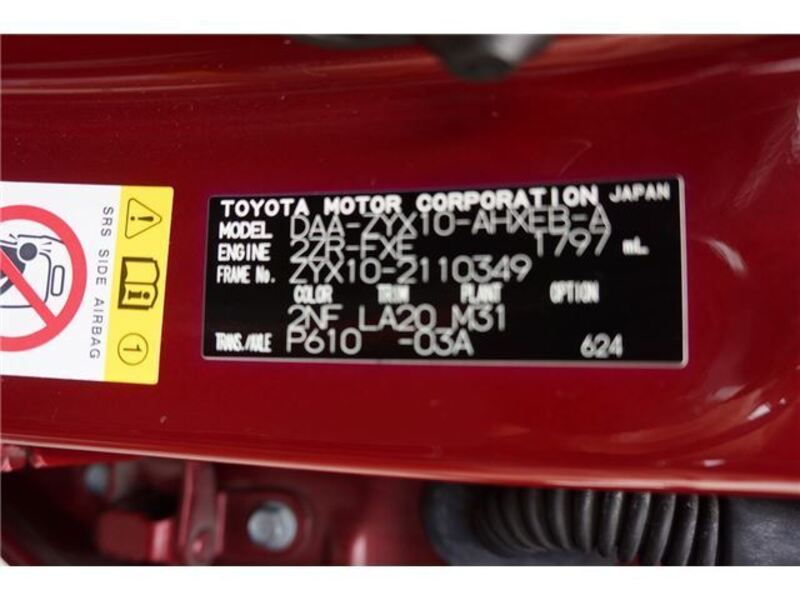 TOYOTA MOTOR CORPORATION JAPAN
MODEL DAA-ZYX10-AHXEB-A
ENGINE 2ZR-FXE 1797 mL
FRAME No. ZYX10-2110349
COLOR TRIM PLANT OPTION
2NF LA20 M31
TRANS./AXLE P610 -03A 624
SRS SIDE AIRBAG
1